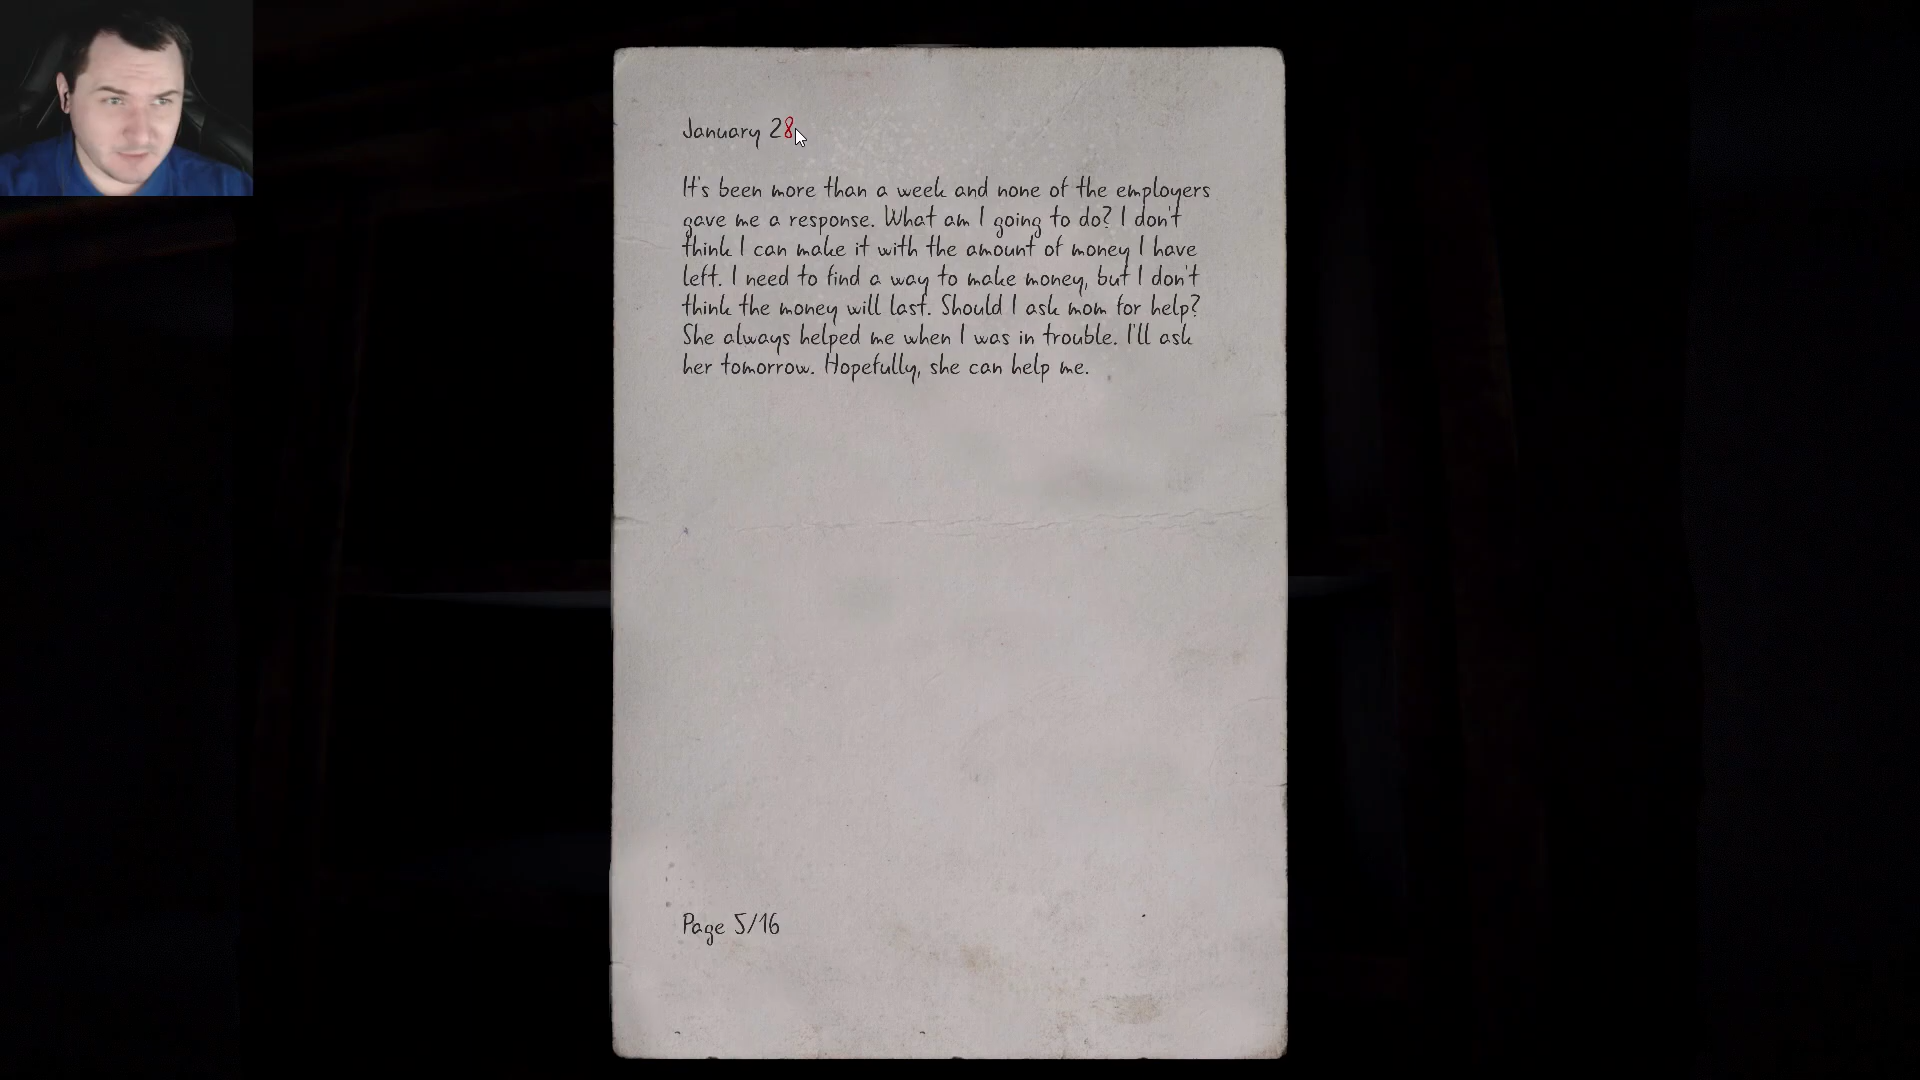 January 28
It's been more than a week and none of the employers
gave me a response. What am I going to do? I don't
think I can make it with the amount of money I have
left. I need to find a way to make money, but I don't
think the money will last. Should I ask mom for help?
She always helped me when I was in trouble. I'll ask
her tomorrow. Hopefully, she can help me.
Page 5/16